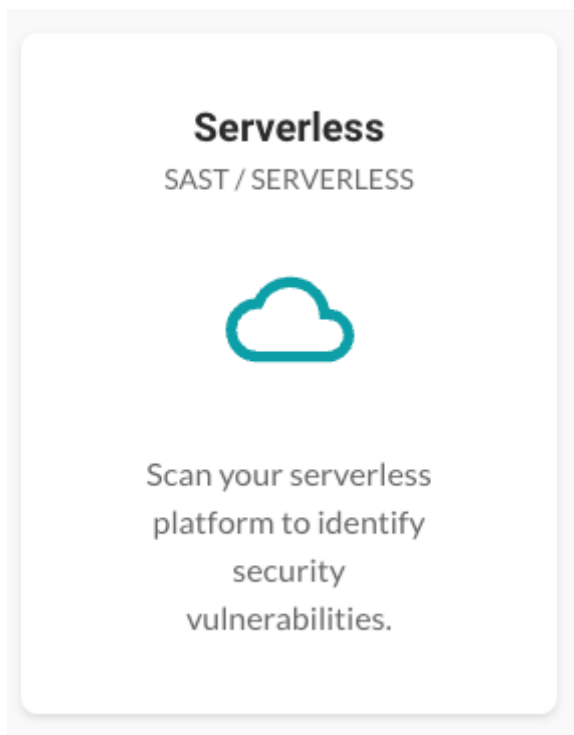 Serverless
SAST / SERVERLESS
Scan your serverless
platform to identify
security
vulnerabilities.